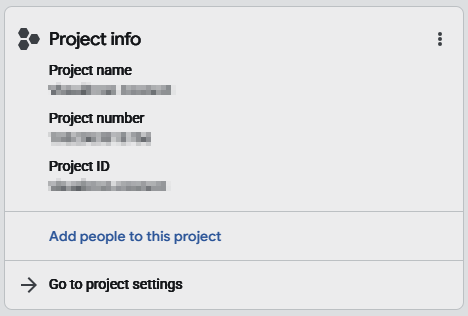 Project info
Project name
Project number
Project ID
Add people to this project
Go to project settings